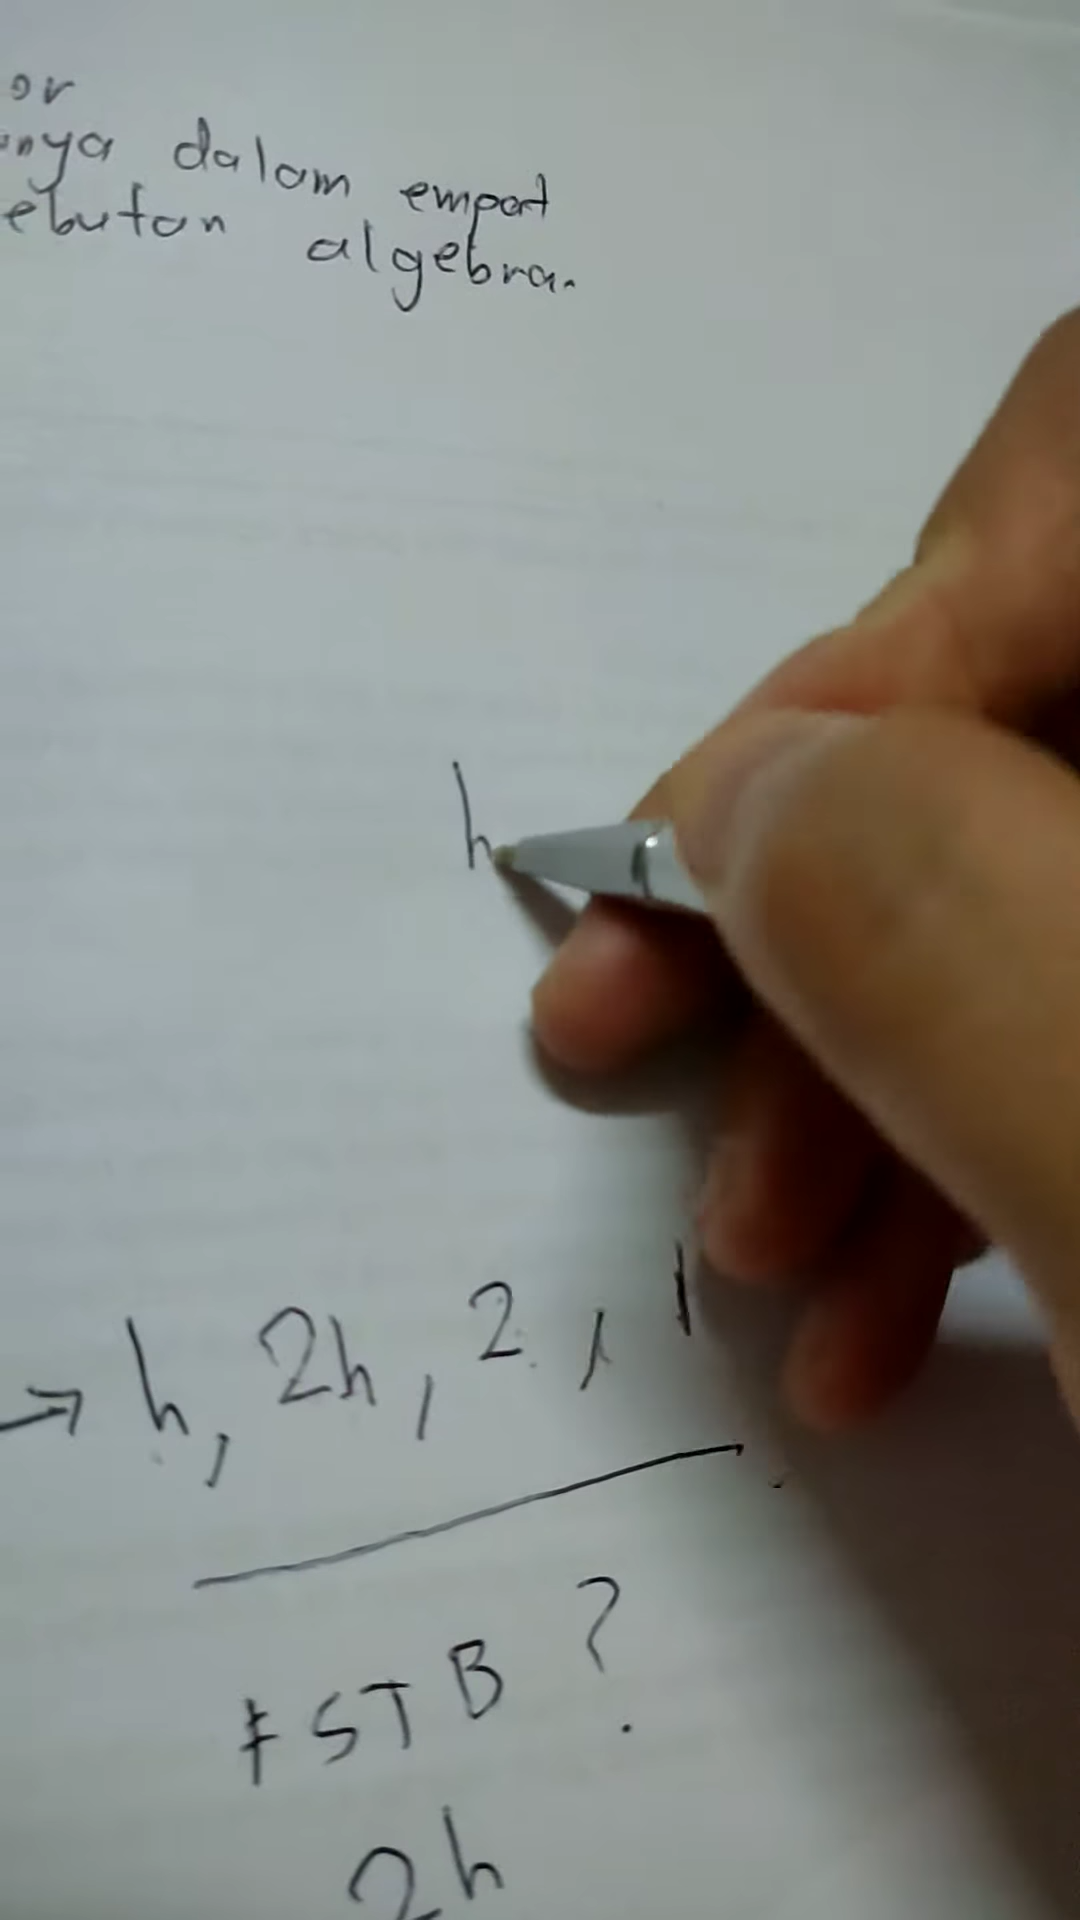 or
nya dalam empat
ebutan algebra.
h
→ h, 2h, 2, 1
FSTB ?
2h